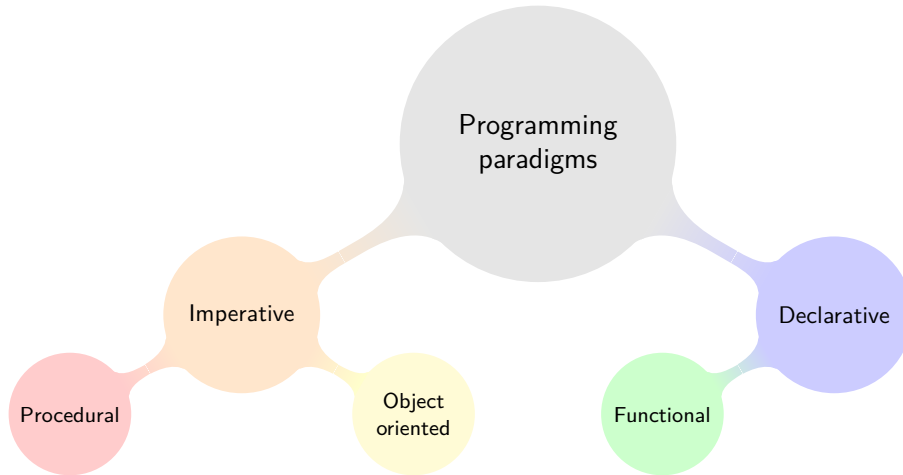 Programming
paradigms
Imperative
Declarative
Procedural
Object
oriented
Functional